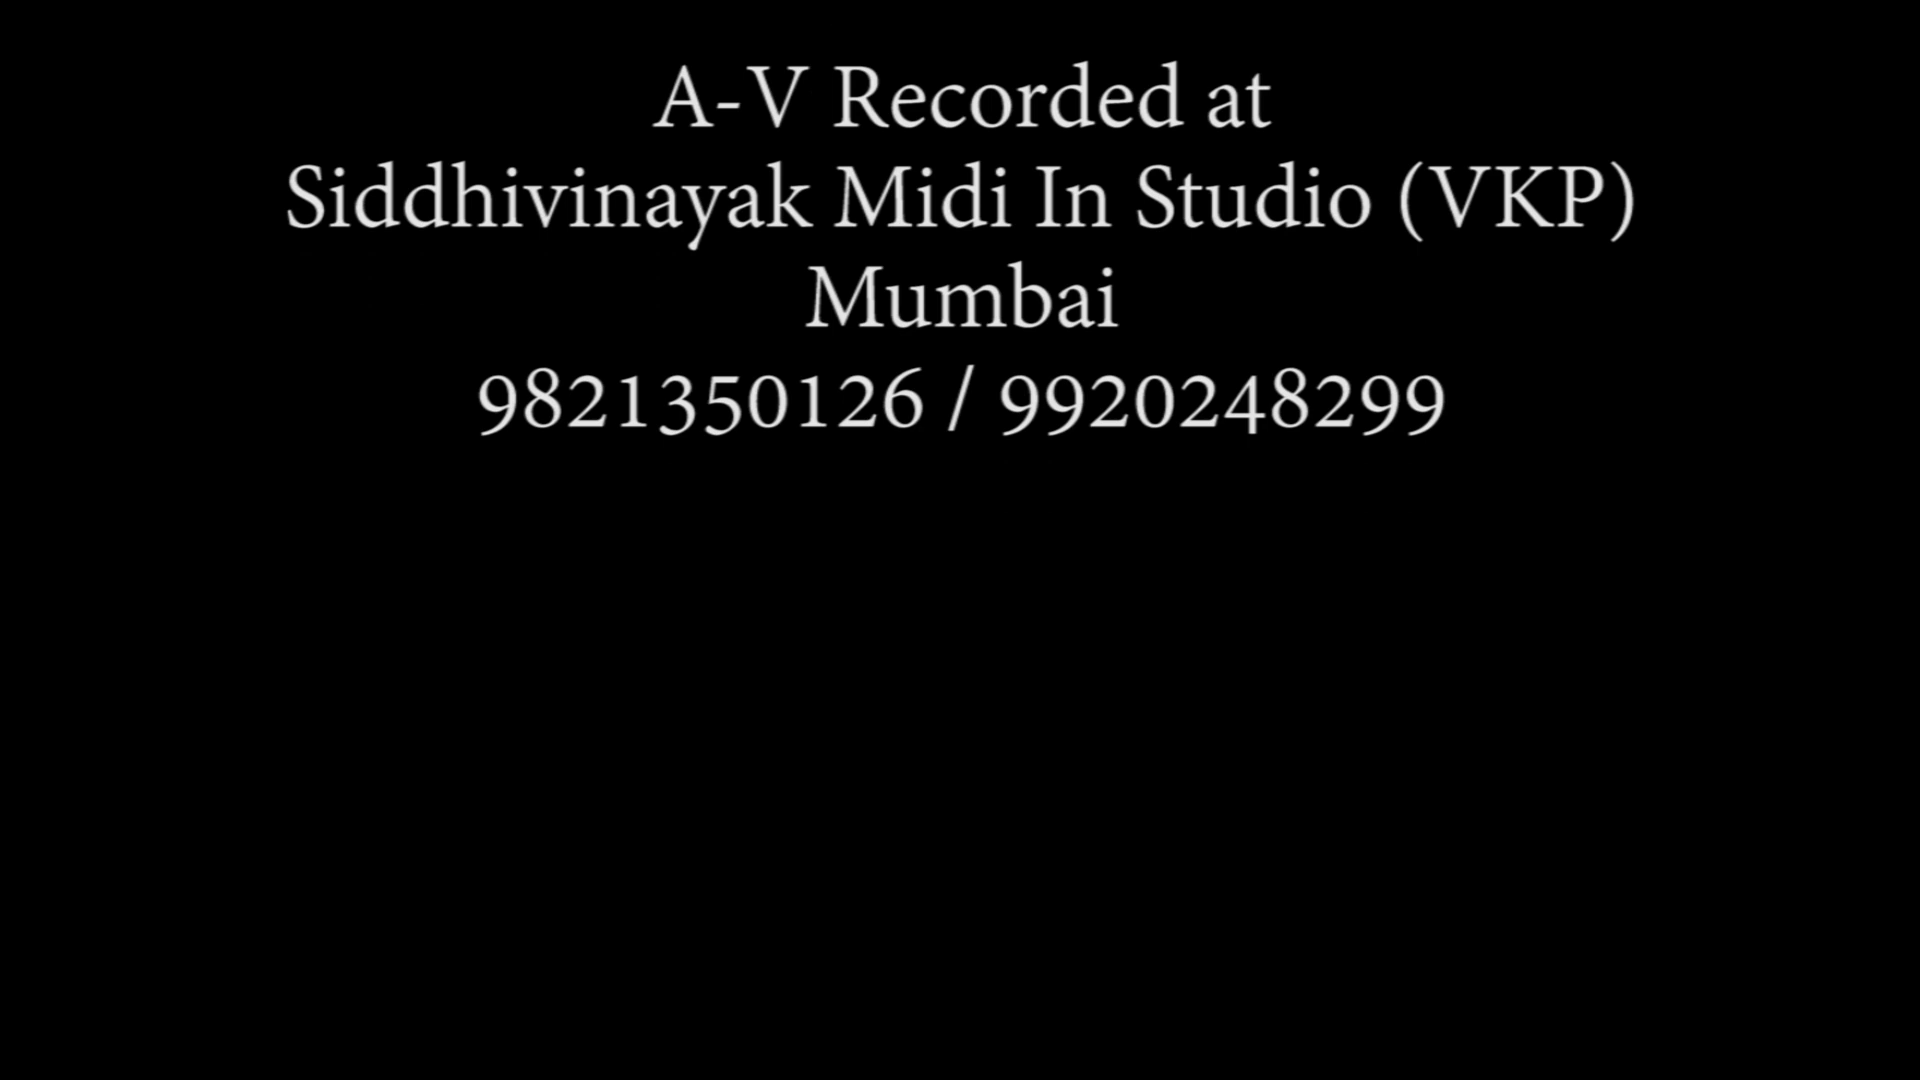 A-V Recorded at
Siddhivinayak Midi In Studio (VKP)
Mumbai
9821350126 / 9920248299